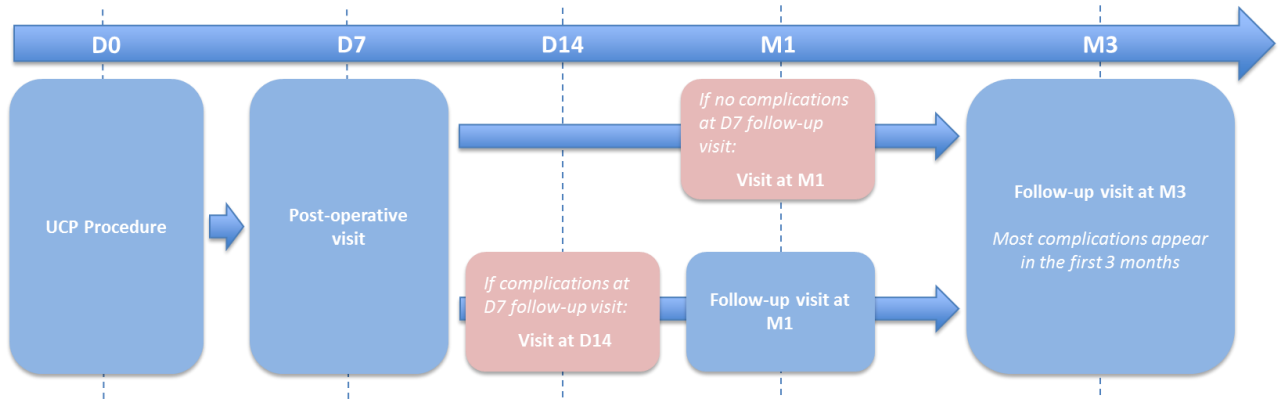 D0 D7 D14 M1 M3
UCP Procedure
Post-operative
visit
If no complications
at D7 follow-up
visit:
Visit at M1
If complications at
D7 follow-up visit:
Visit at D14
Follow-up visit at
M1
Follow-up visit at M3
Most complications appear
in the first 3 months